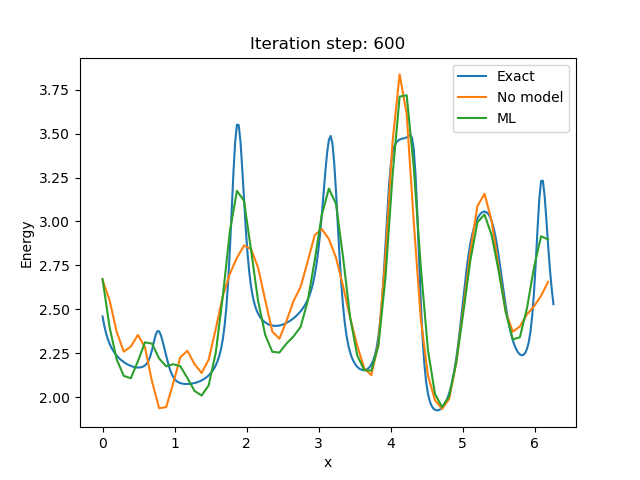 Iteration step: 600
Exact
No model
ML
3.75
3.50
3.25
3.00
2.75
2.50
2.25
2.00
Energy
0 1 2 3 4 5 6
x